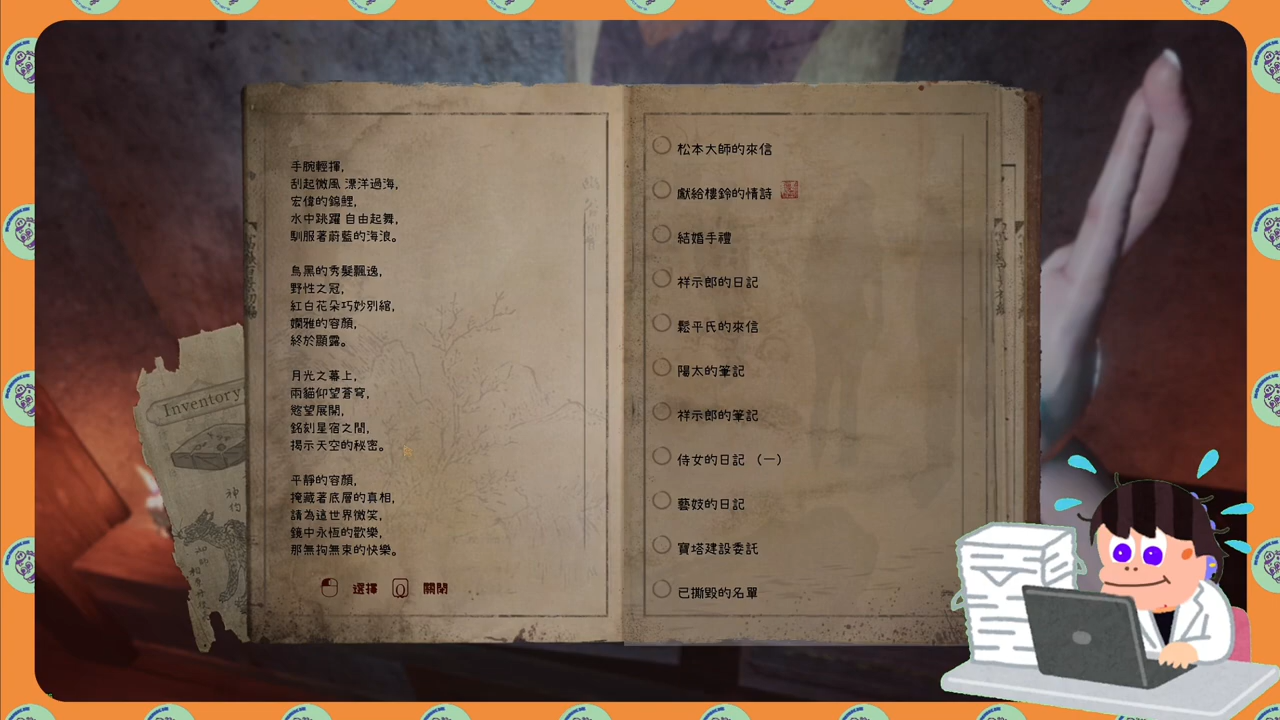 手腕輕揮,
刮起微風 漂洋過海,
宏偉的錦鯉,
水中跳躍 自由起舞,
馴服著蔚藍的海浪。
烏黑的秀髮飄逸,
野性之冠,
紅白花朵巧妙別綰,
嫻雅的容顏,
終於顯露。
月光之幕上,
兩貓仰望蒼穹,
慾望展開,
銘刻星宿之間,
揭示天空的秘密。
平靜的容顏,
掩藏著底層的真相,
請為這世界微笑,
鏡中永恆的歡樂,
那無拘無束的快樂。
選擇 Q 關閉
松本大師的來信
獻給樓鈴的情詩
結婚手禮
祥示郎的日記
鬆平氏的來信
陽太的筆記
祥示郎的筆記
侍女的日記 (一)
藝妓的日記
寶塔建設委託
已撕毀的名單
Inventory